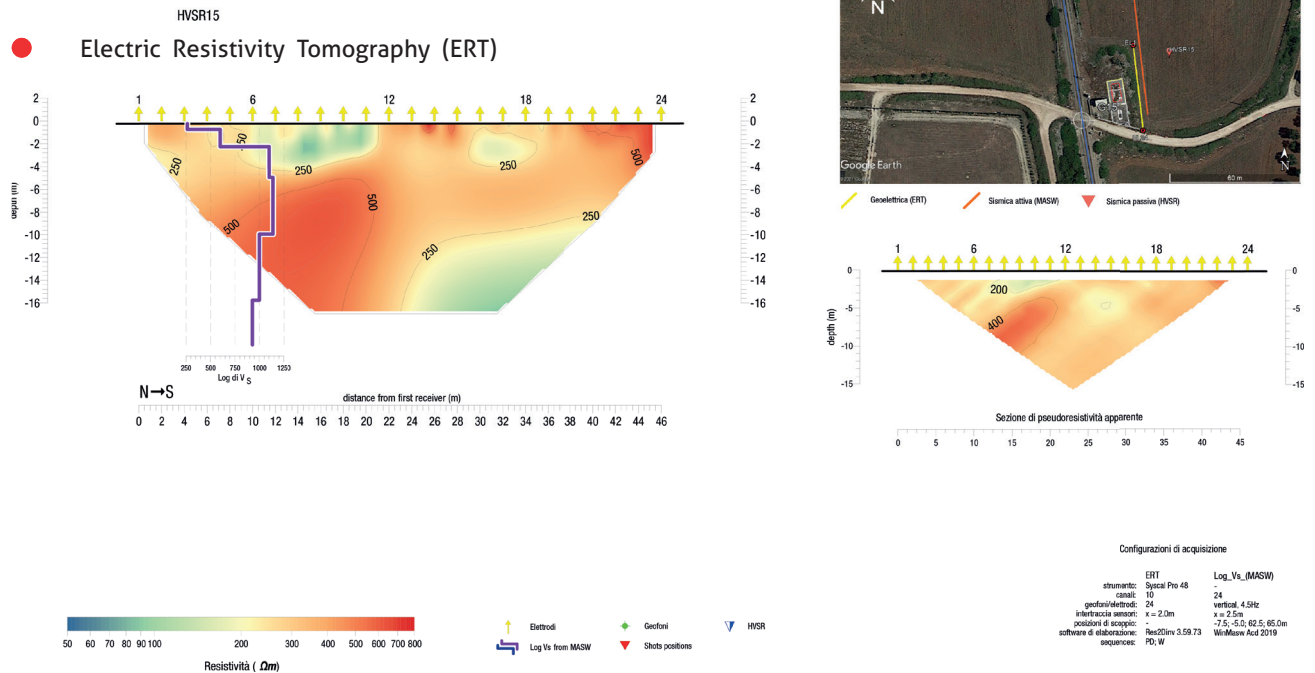 HVSR15
Electric Resistivity Tomography (ERT)
1 6 12 18 24
2 0 -2 -4 -6 -8 -10 -12 -14 -16
depth (m)
250 50 250 250 500
500 500 250 250
2 0 -2 -4 -6 -8 -10 -12 -14 -16
250 500 750 1000 1250
Log di V S
N→S
distance from first receiver (m)
0 2 4 6 8 10 12 14 16 18 20 22 24 26 28 30 32 34 36 38 40 42 44 46
50 60 70 80 90 100 200 300 400 500 600 700 800
Resistività ( Ωm)
Elettrodi
Geofoni
HVSR
Log Vs from MASW
Shots positions
N
HVSR15
Google Earth
60 m
N
Geoelettrica (ERT)
Sismica attiva (MASW)
Sismica passiva (HVSR)
1 6 12 18 24
0 -5 -10 -15
depth (m)
200
400
0 -5 -10 -15
Sezione di pseudoresistività apparente
0 5 10 15 20 25 30 35 40 45
Configurazioni di acquisizione
ERT Log_Vs_(MASW)
strumento: Syscal Pro 48 -
canali: 10 24
geofoni/elettrodi: 24 vertical, 4.5Hz
intertraccia sensori: x = 2.0m x = 2.5m
posizioni di scoppio: - -7.5; -5.0; 62.5; 65.0m
software di elaborazione: Res2Dinv 3.59.73 WinMasw Acd 2019
sequences: PD; W